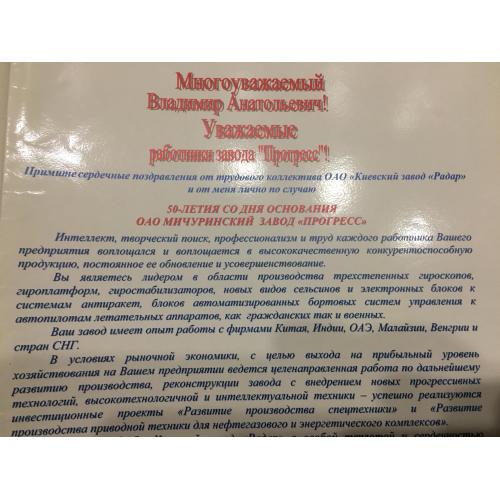 Многоуважаемый
Владимир Анатольевич!
Уважаемые
работники завода "Прогресс"!
Примите сердечные поздравления от трудового коллектива ОАО «Киевский завод «Радар»
и от меня лично по случаю
50-ЛЕТИЯ СО ДНЯ ОСНОВАНИЯ
ОАО МИЧУРИНСКИЙ ЗАВОД «ПРОГРЕСС»
Интеллект, творческий поиск, профессионализм и труд каждого работника Вашего
предприятия воплощался и воплощается в высококачественную конкурентоспособную
продукцию, постоянное ее обновление и усовершенствование.
Вы являетесь лидером в области производства трехстепенных гироскопов,
гироплатформ, гиростабилизаторов, новых видов сельсинов и электронных блоков к
системам антиракет, блоков автоматизированных бортовых систем управления к
автопилотам летательных аппаратов, как гражданских так и военных.
Ваш завод имеет опыт работы с фирмами Китая, Индии, ОАЭ, Малайзии, Венгрии и
стран СНГ.
В условиях рыночной экономики, с целью выхода на прибыльный уровень
хозяйствования на Вашем предприятии ведется целенаправленная работа по дальнейшему
развитию производства, реконструкции завода с внедрением новых прогрессивных
технологий, высокотехнологичной и интеллектуальной техники – успешно реализуются
инвестиционные проекты «Развитие производства спецтехники» и «Развитие
производства приводной техники для нефтегазового и энергетического комплексов».